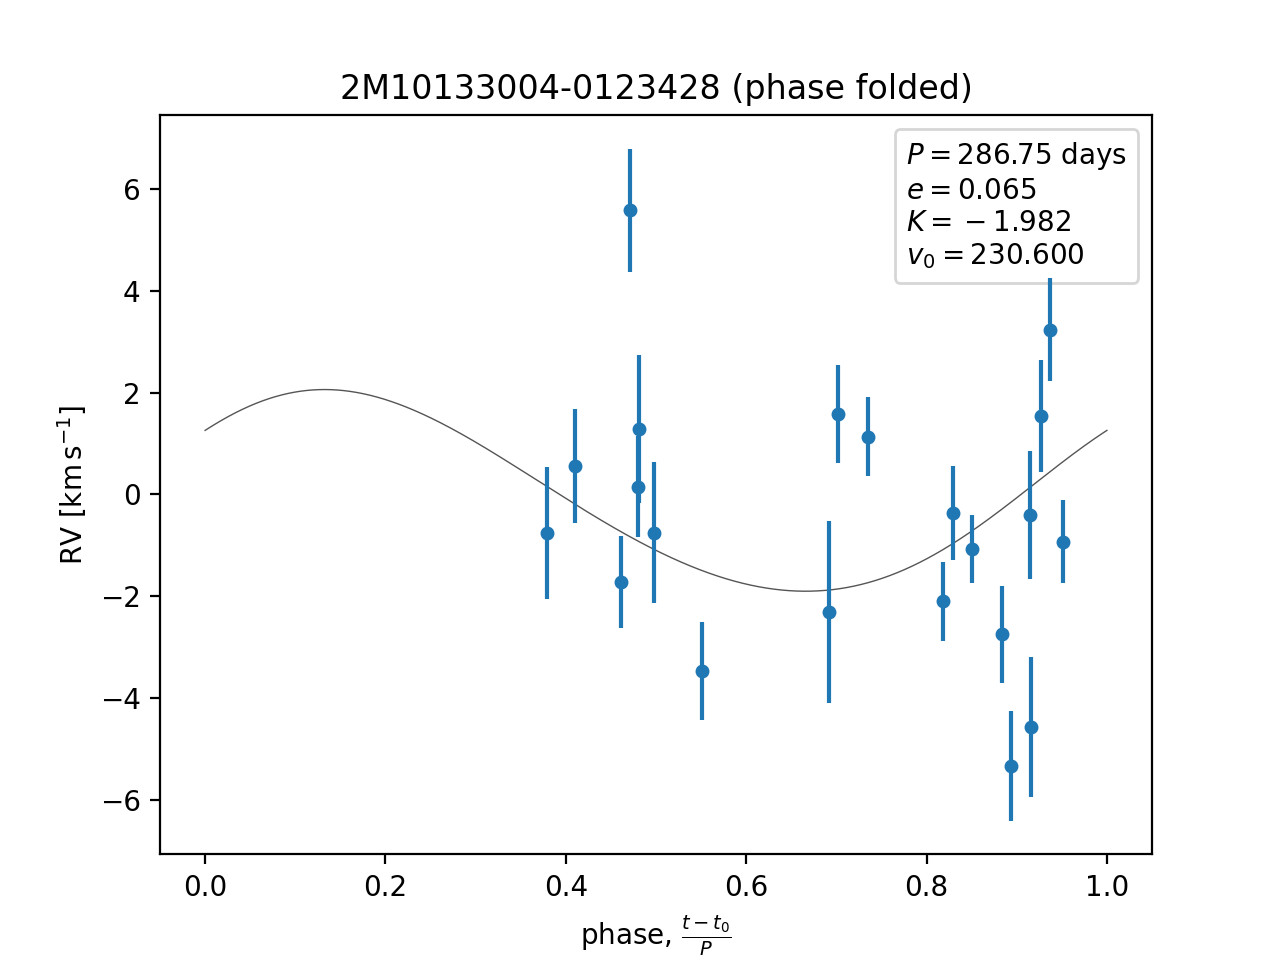 2M10133004-0123428 (phase folded)
P = 286.75 days
e = 0.065
K = −1.982
v₀ = 230.600
RV [km s⁻¹]
6
4
2
0
−2
−4
−6
0.0 0.2 0.4 0.6 0.8 1.0
phase, (t − t₀)/P